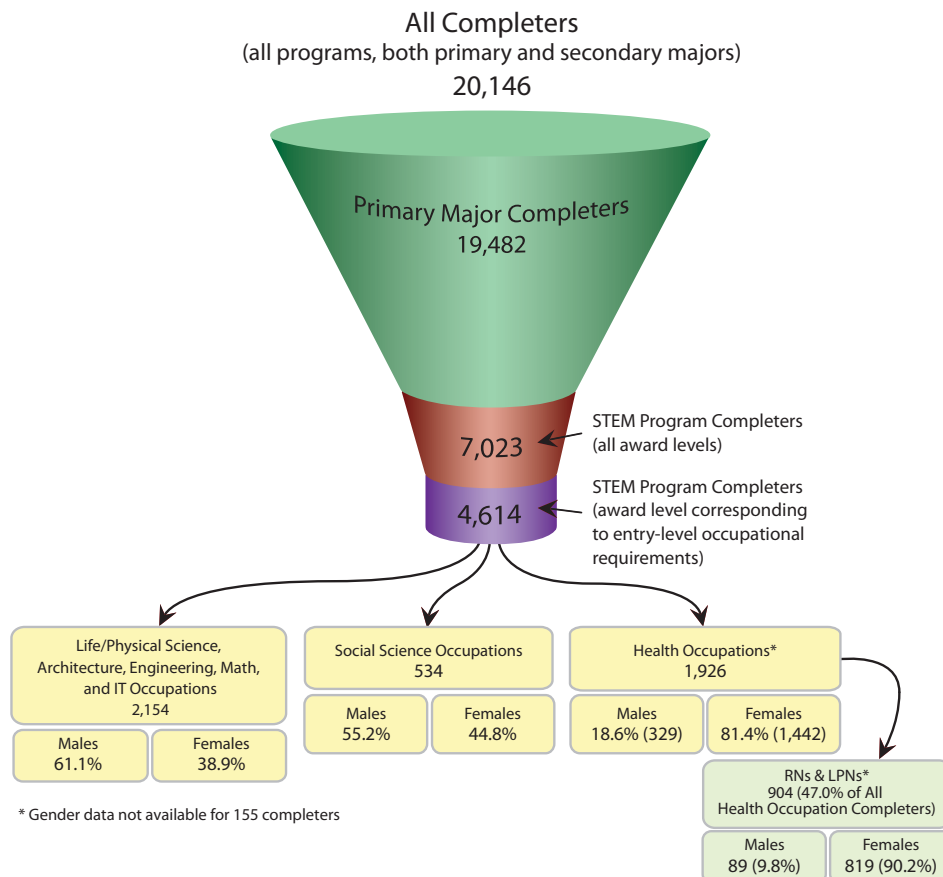 All Completers
(all programs, both primary and secondary majors)
20,146
Primary Major Completers
19,482
7,023
STEM Program Completers
(all award levels)
4,614
STEM Program Completers
(award level corresponding
to entry-level occupational
requirements)
Life/Physical Science,
Architecture, Engineering, Math,
and IT Occupations
2,154
Males
61.1%
Females
38.9%
Social Science Occupations
534
Males
55.2%
Females
44.8%
Health Occupations*
1,926
Males
18.6% (329)
Females
81.4% (1,442)
RNs & LPNs*
904 (47.0% of All
Health Occupation Completers)
Males
89 (9.8%)
Females
819 (90.2%)
* Gender data not available for 155 completers